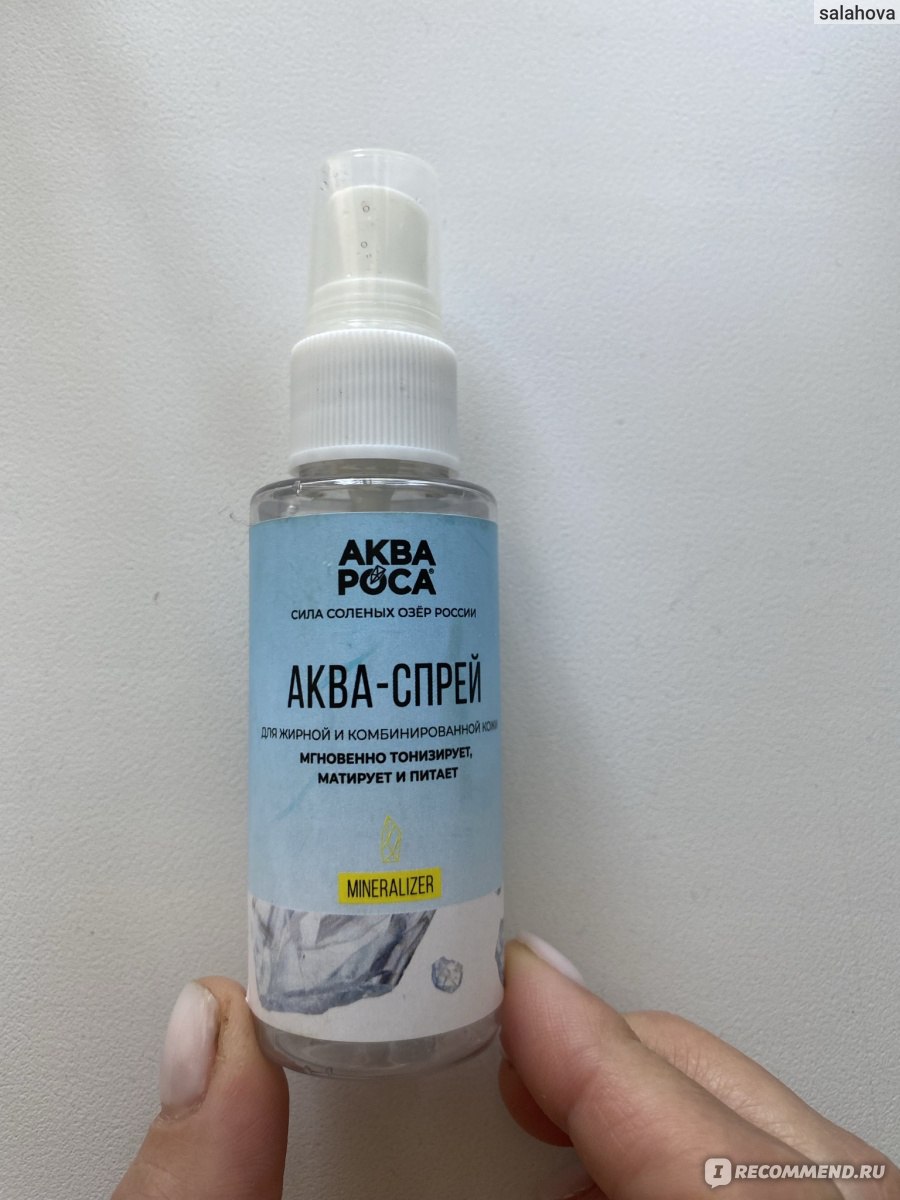 salahova
АКВА
РОСА®
СИЛА СОЛЕНЫХ ОЗЁР РОССИИ
АКВА-СПРЕЙ
ДЛЯ ЖИРНОЙ И КОМБИНИРОВАННОЙ КОЖИ
МГНОВЕННО ТОНИЗИРУЕТ,
МАТИРУЕТ И ПИТАЕТ
MINERALIZER
IRECOMMEND.RU